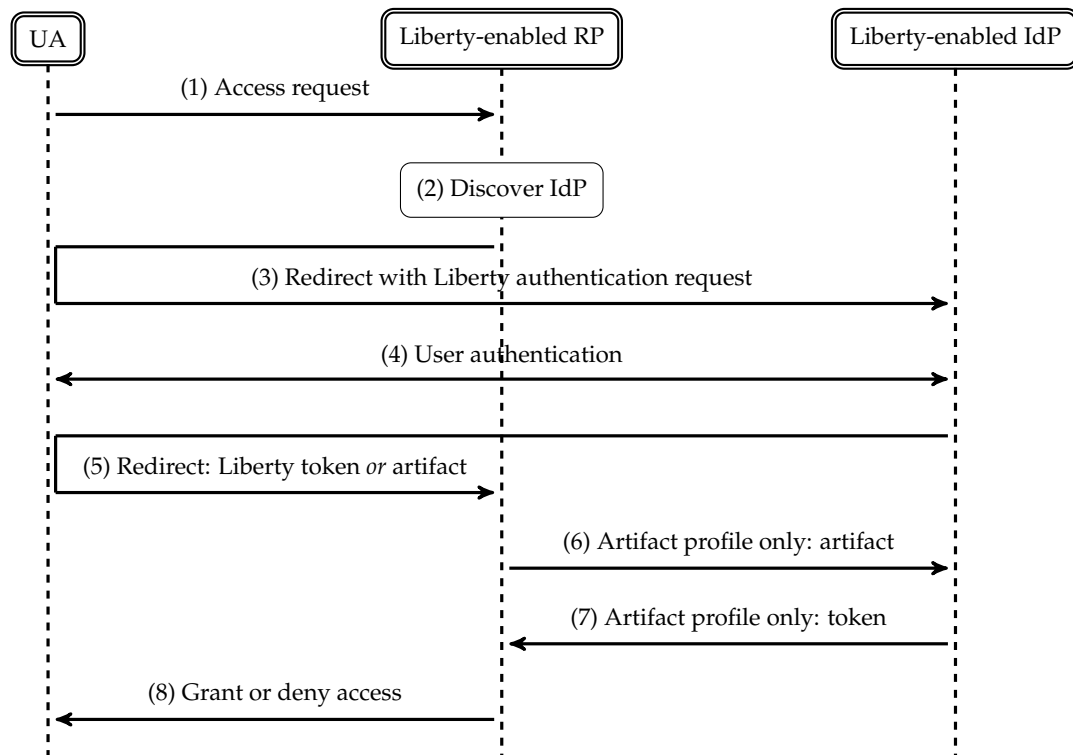 UA
Liberty-enabled RP
Liberty-enabled IdP
(1) Access request
(2) Discover IdP
(3) Redirect with Liberty authentication request
(4) User authentication
(5) Redirect: Liberty token or artifact
(6) Artifact profile only: artifact
(7) Artifact profile only: token
(8) Grant or deny access